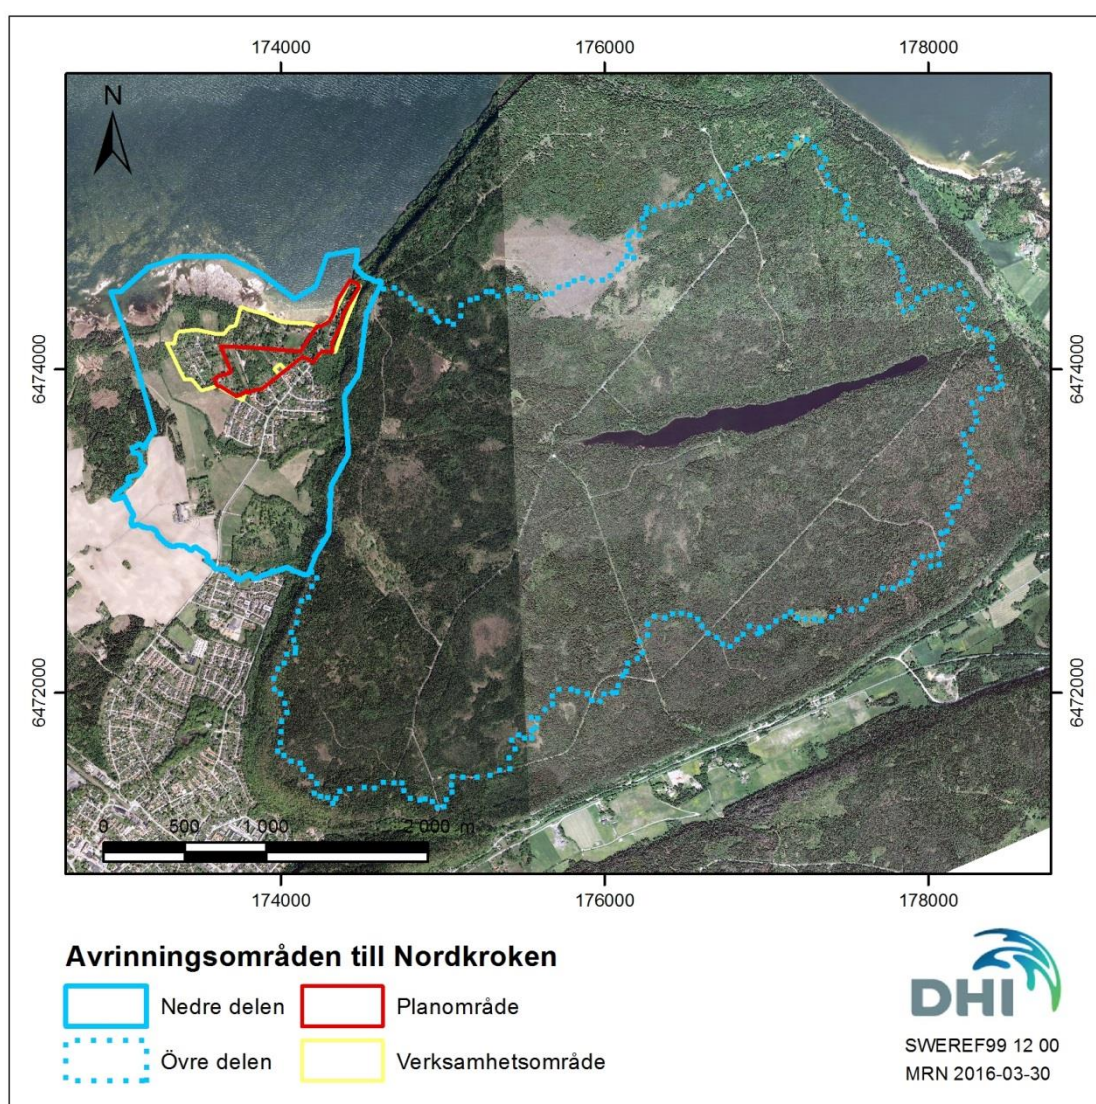 174000 176000 178000
N
6474000 6474000
6472000 6472000
0 500 1 000 2 000 m
174000 176000 178000
Avrinningsområden till Nordkroken
Nedre delen Planområde
Övre delen Verksamhetsområde
DHI
SWEREF99 12 00
MRN 2016-03-30